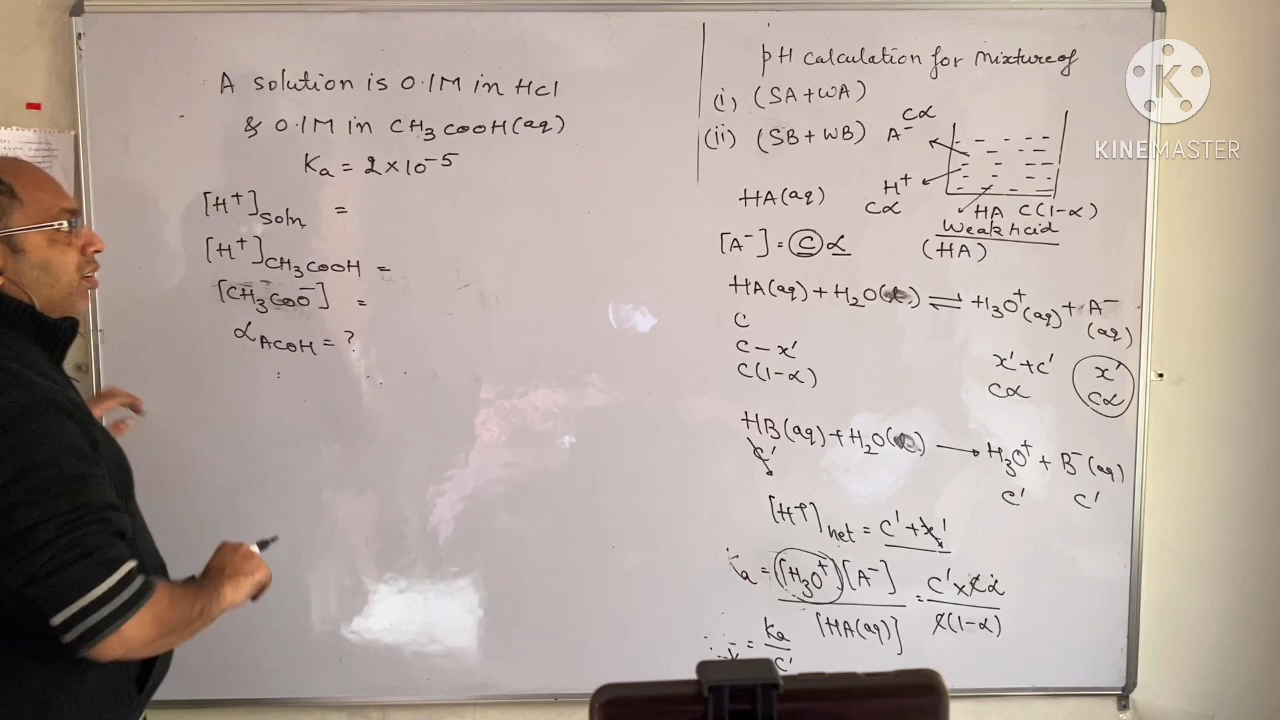 A solution is 0.1M in HCl
& 0.1M in CH3COOH(aq)
Ka = 2×10^-5
[H+]Soln =
[H+]CH3COOH =
[CH3COO-] =
αACOH = ?
pH calculation for mixture of
(i) (SA+WA)
(ii) (SB+WB)
Cα
A-
H+
Cα
HA C(1-α)
Weak Acid
(HA)
HA(aq)
[A-] = C α
HA(aq) + H2O(l) ⇌ H3O+(aq) + A-(aq)
C
C - x'
x'+C'
x'
C(1-α)
Cα
Cα
HB(aq) + H2O(l) → H3O+ + B-(aq)
C'
C'
C'
[H+]net = C' + x'
Ka = [H3O+][A-] / [HA(aq)] = C' × Cα / C(1-α)
= Ka / C'
K
KINEMASTER